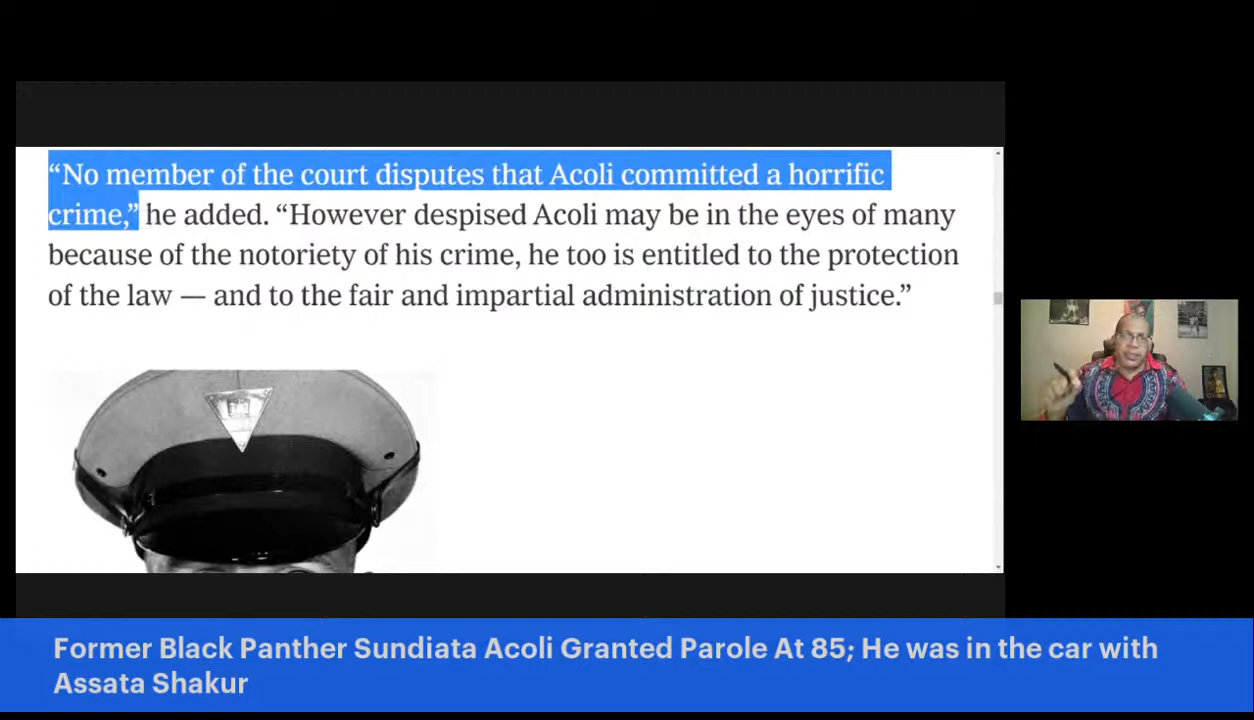 “No member of the court disputes that Acoli committed a horrific
crime,” he added. “However despised Acoli may be in the eyes of many
because of the notoriety of his crime, he too is entitled to the protection
of the law — and to the fair and impartial administration of justice.”
Former Black Panther Sundiata Acoli Granted Parole At 85; He was in the car with
Assata Shakur